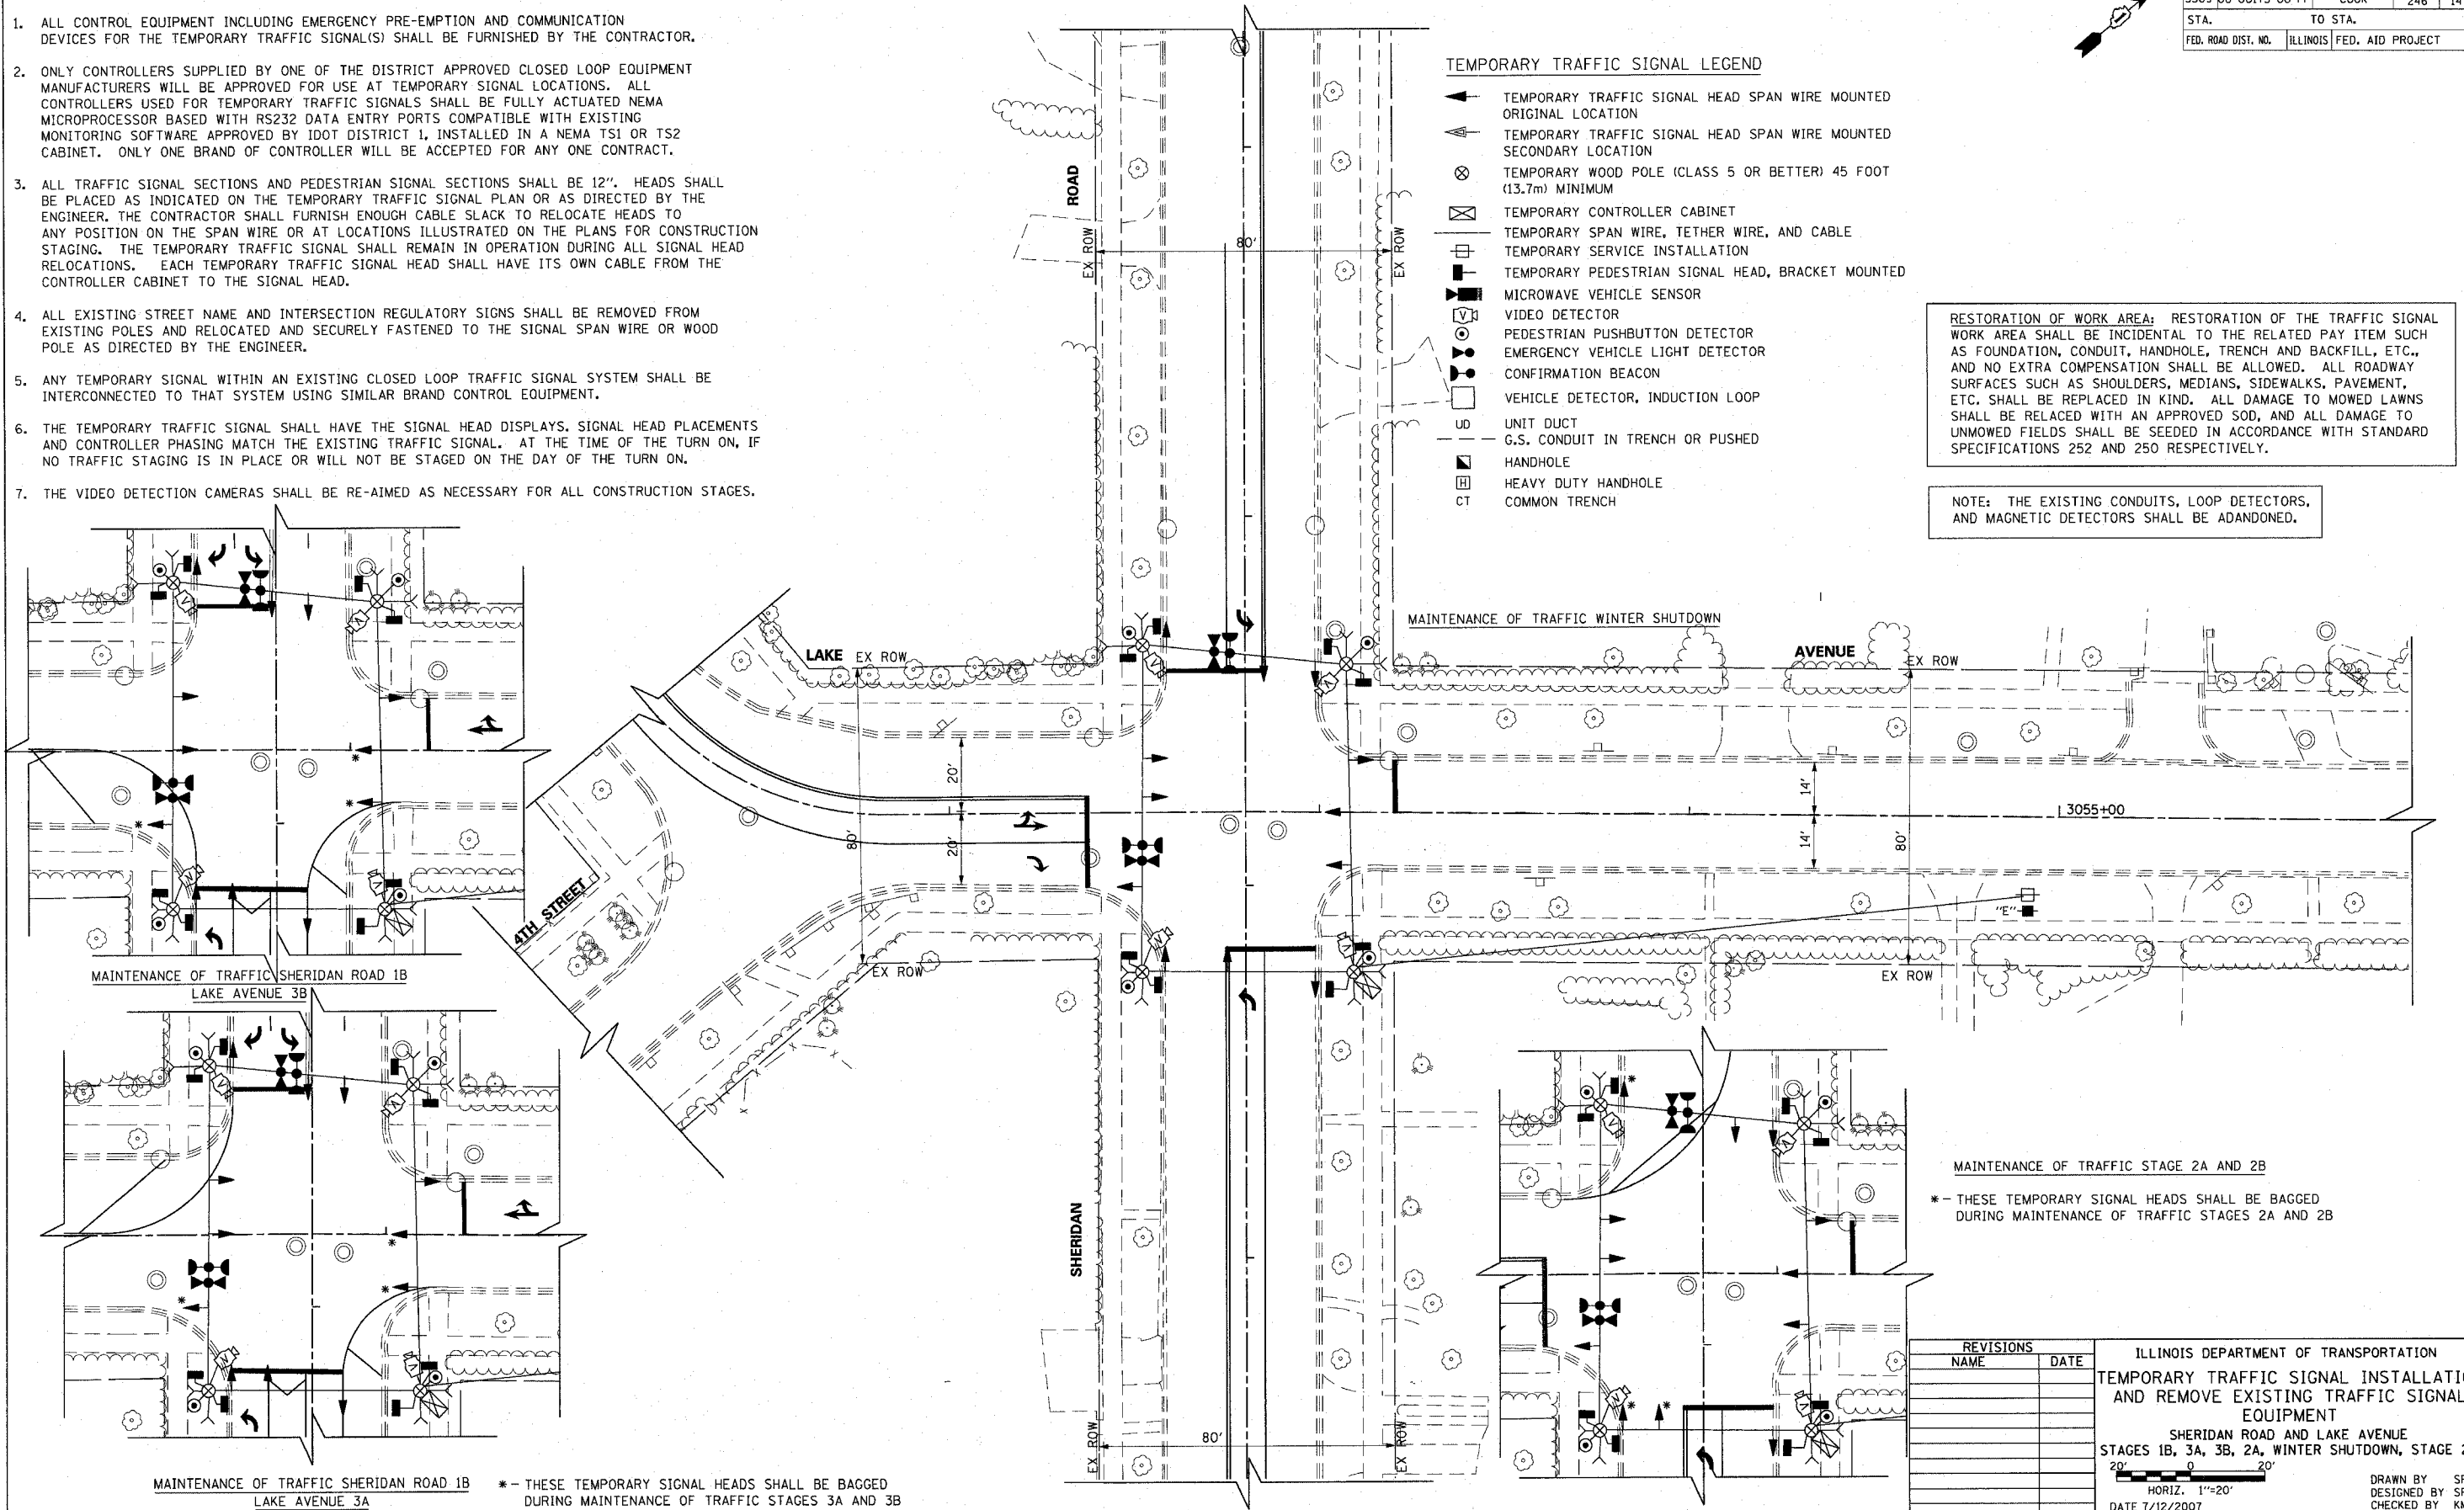 1. ALL CONTROL EQUIPMENT INCLUDING EMERGENCY PRE-EMPTION AND COMMUNICATION
DEVICES FOR THE TEMPORARY TRAFFIC SIGNAL(S) SHALL BE FURNISHED BY THE CONTRACTOR.
2. ONLY CONTROLLERS SUPPLIED BY ONE OF THE DISTRICT APPROVED CLOSED LOOP EQUIPMENT
MANUFACTURERS WILL BE APPROVED FOR USE AT TEMPORARY SIGNAL LOCATIONS. ALL
CONTROLLERS USED FOR TEMPORARY TRAFFIC SIGNALS SHALL BE FULLY ACTUATED NEMA
MICROPROCESSOR BASED WITH RS232 DATA ENTRY PORTS COMPATIBLE WITH EXISTING
MONITORING SOFTWARE APPROVED BY IDOT DISTRICT 1, INSTALLED IN A NEMA TS1 OR TS2
CABINET. ONLY ONE BRAND OF CONTROLLER WILL BE ACCEPTED FOR ANY ONE CONTRACT.
3. ALL TRAFFIC SIGNAL SECTIONS AND PEDESTRIAN SIGNAL SECTIONS SHALL BE 12". HEADS SHALL
BE PLACED AS INDICATED ON THE TEMPORARY TRAFFIC SIGNAL PLAN OR AS DIRECTED BY THE
ENGINEER. THE CONTRACTOR SHALL FURNISH ENOUGH CABLE SLACK TO RELOCATE HEADS TO
ANY POSITION ON THE SPAN WIRE OR AT LOCATIONS ILLUSTRATED ON THE PLANS FOR CONSTRUCTION
STAGING. THE TEMPORARY TRAFFIC SIGNAL SHALL REMAIN IN OPERATION DURING ALL SIGNAL HEAD
RELOCATIONS. EACH TEMPORARY TRAFFIC SIGNAL HEAD SHALL HAVE ITS OWN CABLE FROM THE
CONTROLLER CABINET TO THE SIGNAL HEAD.
4. ALL EXISTING STREET NAME AND INTERSECTION REGULATORY SIGNS SHALL BE REMOVED FROM
EXISTING POLES AND RELOCATED AND SECURELY FASTENED TO THE SIGNAL SPAN WIRE OR WOOD
POLE AS DIRECTED BY THE ENGINEER.
5. ANY TEMPORARY SIGNAL WITHIN AN EXISTING CLOSED LOOP TRAFFIC SIGNAL SYSTEM SHALL BE
INTERCONNECTED TO THAT SYSTEM USING SIMILAR BRAND CONTROL EQUIPMENT.
6. THE TEMPORARY TRAFFIC SIGNAL SHALL HAVE THE SIGNAL HEAD DISPLAYS, SIGNAL HEAD PLACEMENTS
AND CONTROLLER PHASING MATCH THE EXISTING TRAFFIC SIGNAL. AT THE TIME OF THE TURN ON, IF
NO TRAFFIC STAGING IS IN PLACE OR WILL NOT BE STAGED ON THE DAY OF THE TURN ON.
7. THE VIDEO DETECTION CAMERAS SHALL BE RE-AIMED AS NECESSARY FOR ALL CONSTRUCTION STAGES.
STA. TO STA.
FED. ROAD DIST. NO. ILLINOIS FED. AID PROJECT
TEMPORARY TRAFFIC SIGNAL LEGEND
TEMPORARY TRAFFIC SIGNAL HEAD SPAN WIRE MOUNTED
ORIGINAL LOCATION
TEMPORARY TRAFFIC SIGNAL HEAD SPAN WIRE MOUNTED
SECONDARY LOCATION
TEMPORARY WOOD POLE (CLASS 5 OR BETTER) 45 FOOT
(13.7m) MINIMUM
TEMPORARY CONTROLLER CABINET
TEMPORARY SPAN WIRE, TETHER WIRE, AND CABLE
TEMPORARY SERVICE INSTALLATION
TEMPORARY PEDESTRIAN SIGNAL HEAD, BRACKET MOUNTED
MICROWAVE VEHICLE SENSOR
V VIDEO DETECTOR
PEDESTRIAN PUSHBUTTON DETECTOR
EMERGENCY VEHICLE LIGHT DETECTOR
CONFIRMATION BEACON
VEHICLE DETECTOR, INDUCTION LOOP
UD UNIT DUCT
G.S. CONDUIT IN TRENCH OR PUSHED
HANDHOLE
H HEAVY DUTY HANDHOLE
CT COMMON TRENCH
RESTORATION OF WORK AREA: RESTORATION OF THE TRAFFIC SIGNAL
WORK AREA SHALL BE INCIDENTAL TO THE RELATED PAY ITEM SUCH
AS FOUNDATION, CONDUIT, HANDHOLE, TRENCH AND BACKFILL, ETC.,
AND NO EXTRA COMPENSATION SHALL BE ALLOWED. ALL ROADWAY
SURFACES SUCH AS SHOULDERS, MEDIANS, SIDEWALKS, PAVEMENT,
ETC. SHALL BE REPLACED IN KIND. ALL DAMAGE TO MOWED LAWNS
SHALL BE RELACED WITH AN APPROVED SOD, AND ALL DAMAGE TO
UNMOWED FIELDS SHALL BE SEEDED IN ACCORDANCE WITH STANDARD
SPECIFICATIONS 252 AND 250 RESPECTIVELY.
NOTE: THE EXISTING CONDUITS, LOOP DETECTORS,
AND MAGNETIC DETECTORS SHALL BE ADANDONED.
ROAD
EX ROW
80'
EX ROW
MAINTENANCE OF TRAFFIC WINTER SHUTDOWN
LAKE EX ROW
AVENUE
EX ROW
20'
20'
80'
14'
14'
80'
3055+00
4TH STREET
EX ROW
"E"
EX ROW
SHERIDAN
EX ROW
80'
EX ROW
MAINTENANCE OF TRAFFIC SHERIDAN ROAD 1B
LAKE AVENUE 3B
MAINTENANCE OF TRAFFIC SHERIDAN ROAD 1B
LAKE AVENUE 3A
* - THESE TEMPORARY SIGNAL HEADS SHALL BE BAGGED
DURING MAINTENANCE OF TRAFFIC STAGES 3A AND 3B
MAINTENANCE OF TRAFFIC STAGE 2A AND 2B
* - THESE TEMPORARY SIGNAL HEADS SHALL BE BAGGED
DURING MAINTENANCE OF TRAFFIC STAGES 2A AND 2B
REVISIONS
NAME DATE
ILLINOIS DEPARTMENT OF TRANSPORTATION
TEMPORARY TRAFFIC SIGNAL
AND REMOVE EXISTING TRAFFIC SIGNAL
EQUIPMENT
SHERIDAN ROAD AND LAKE AVENUE
STAGES 1B, 3A, 3B, 2A, WINTER SHUTDOWN, STAGE
20' 0 20'
HORIZ. 1"=20'
DATE 7/12/2007
DRAWN BY
DESIGNED BY
CHECKED BY